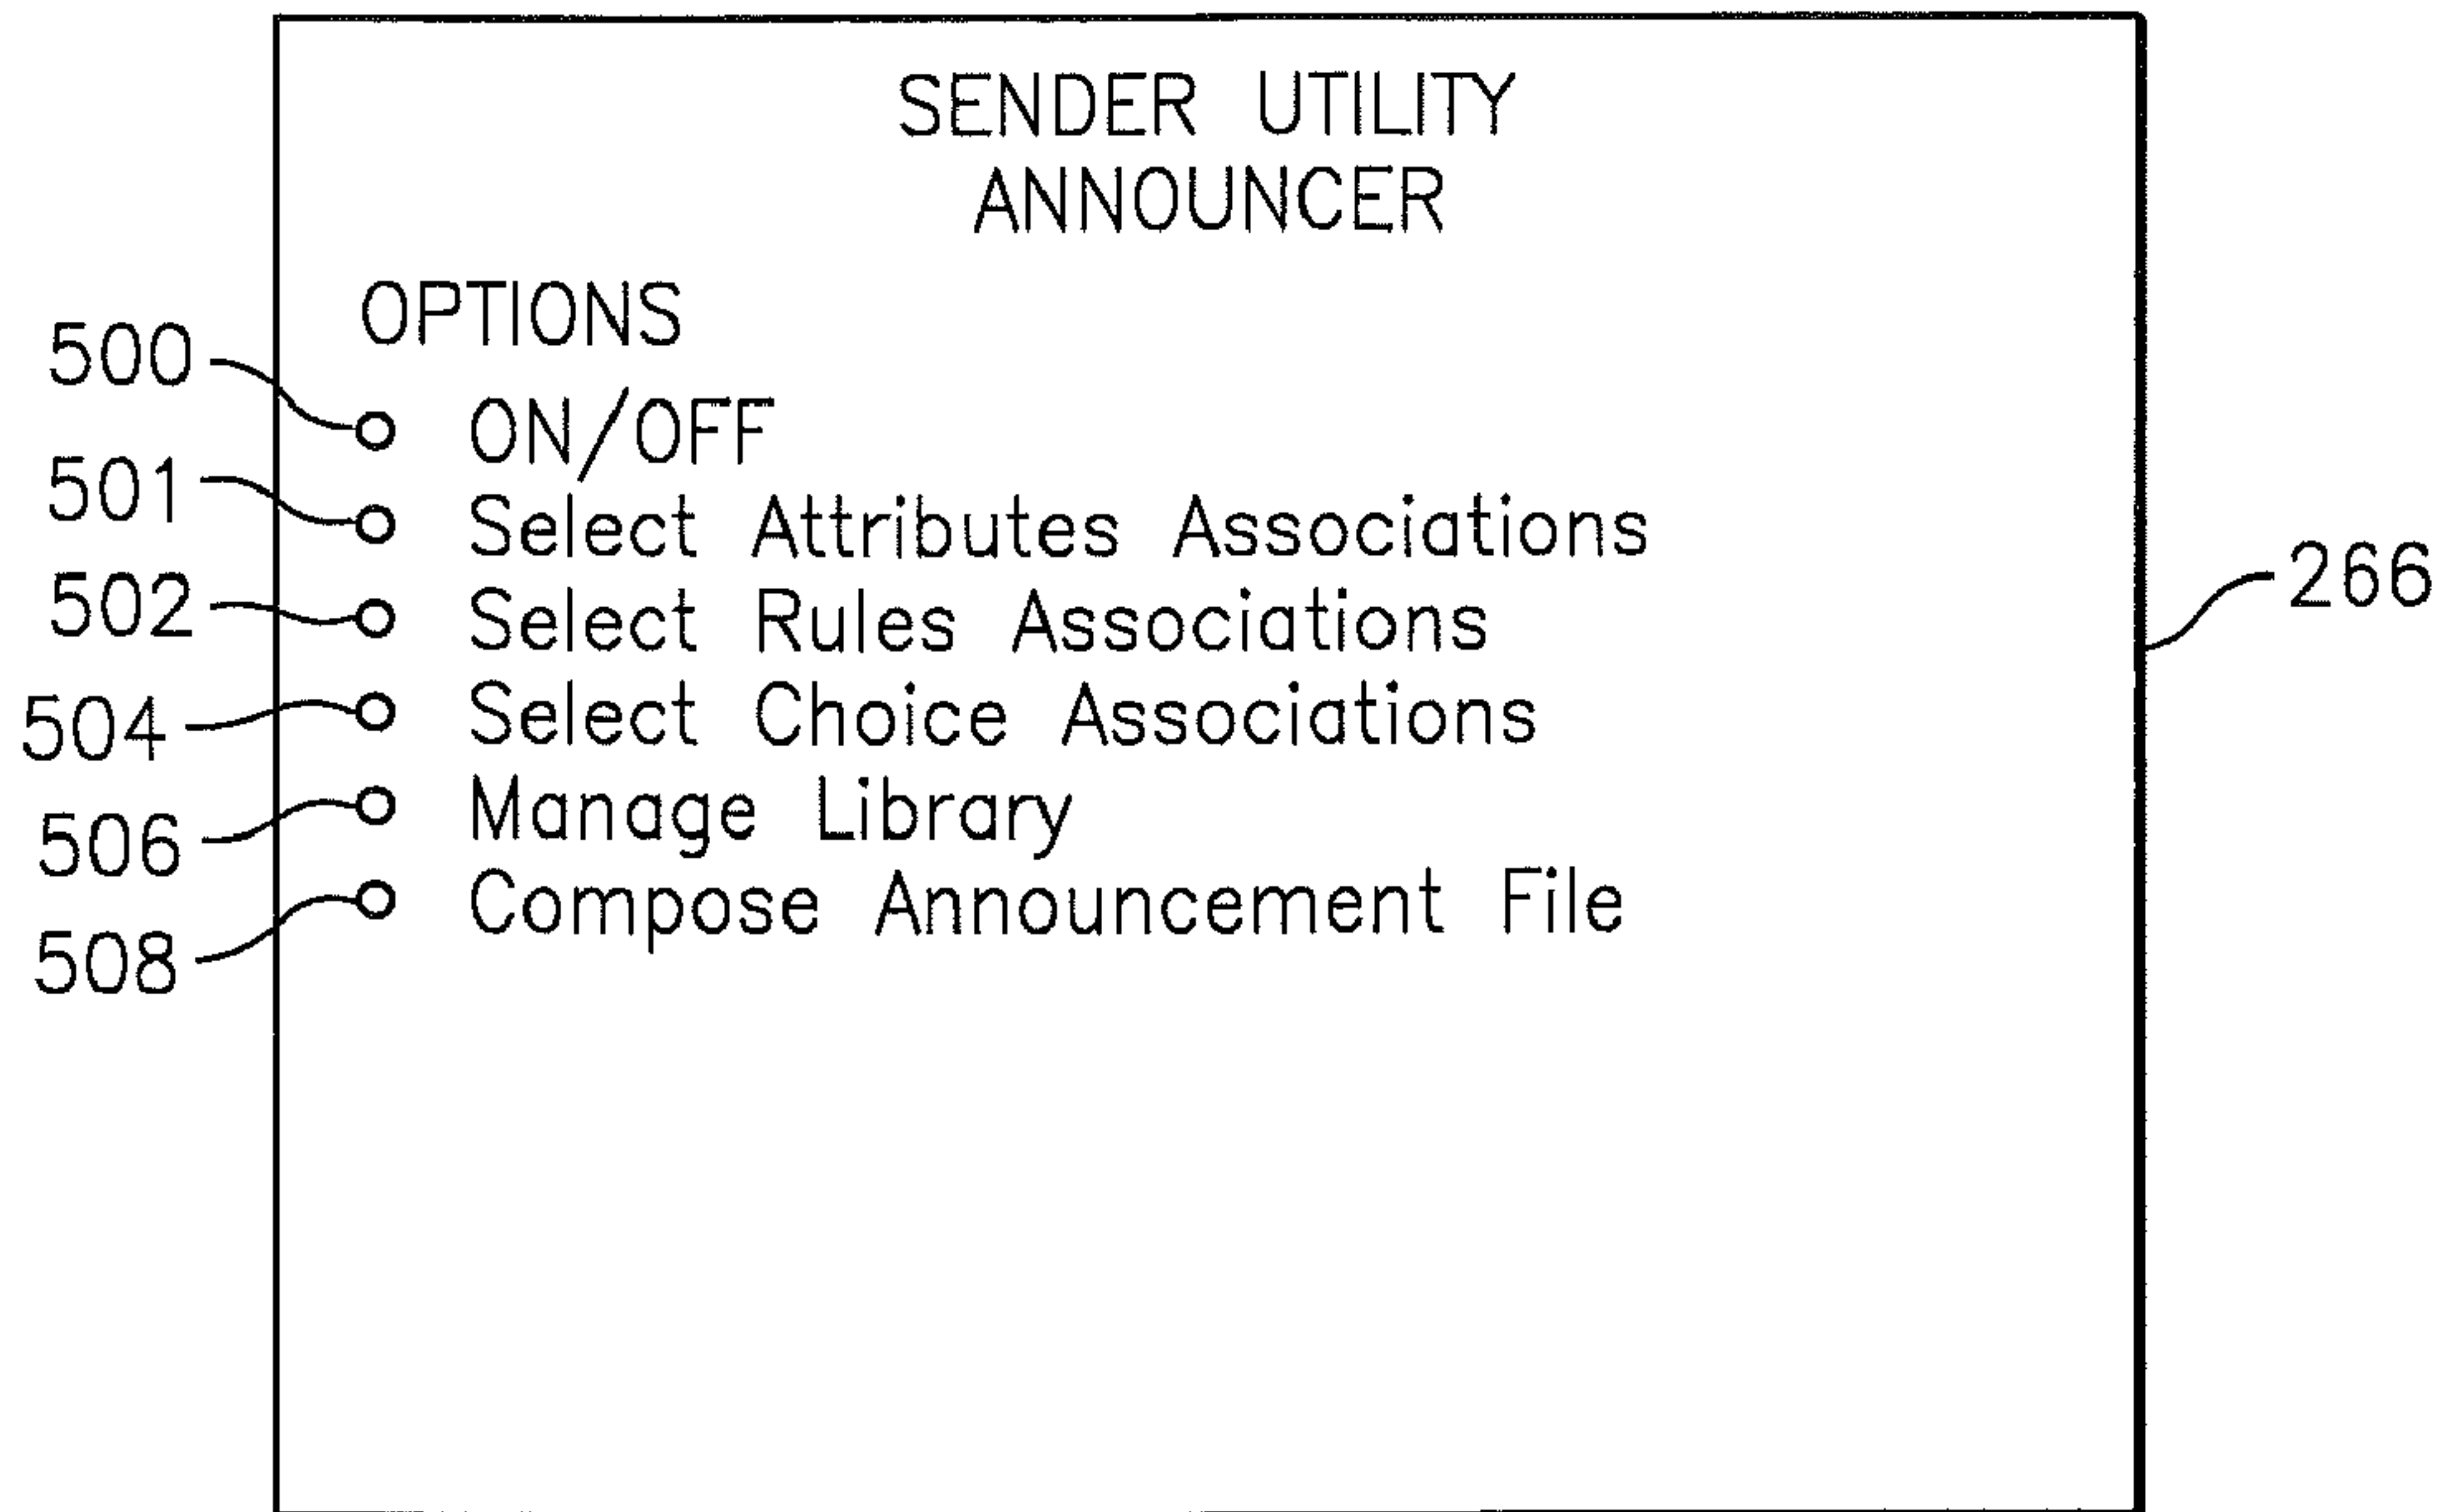 SENDER UTILITY
ANNOUNCER
OPTIONS
500
ON/OFF
501
Select Attributes Associations
502
Select Rules Associations
266
504
Select Choice Associations
506
Manage Library
508
Compose Announcement File